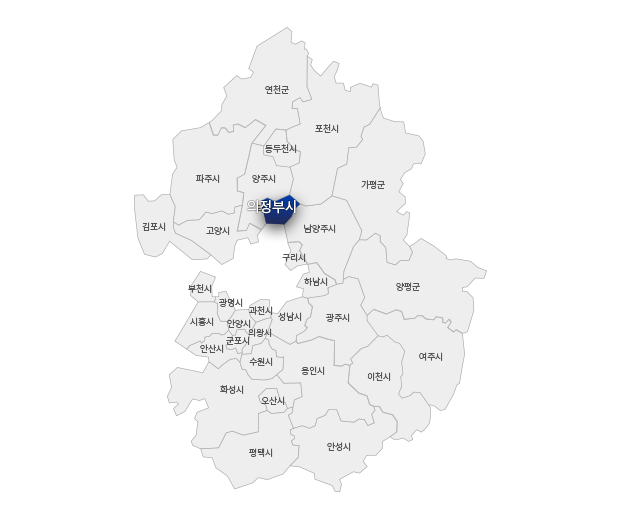 연천군
포천시
동두천시
파주시
양주시
가평군
의정부시
김포시
고양시
남양주시
구리시
하남시
양평군
부천시
광명시
과천시
시흥시
안양시
성남시
광주시
의왕시
군포시
안산시
수원시
여주시
용인시
이천시
화성시
오산시
안성시
평택시